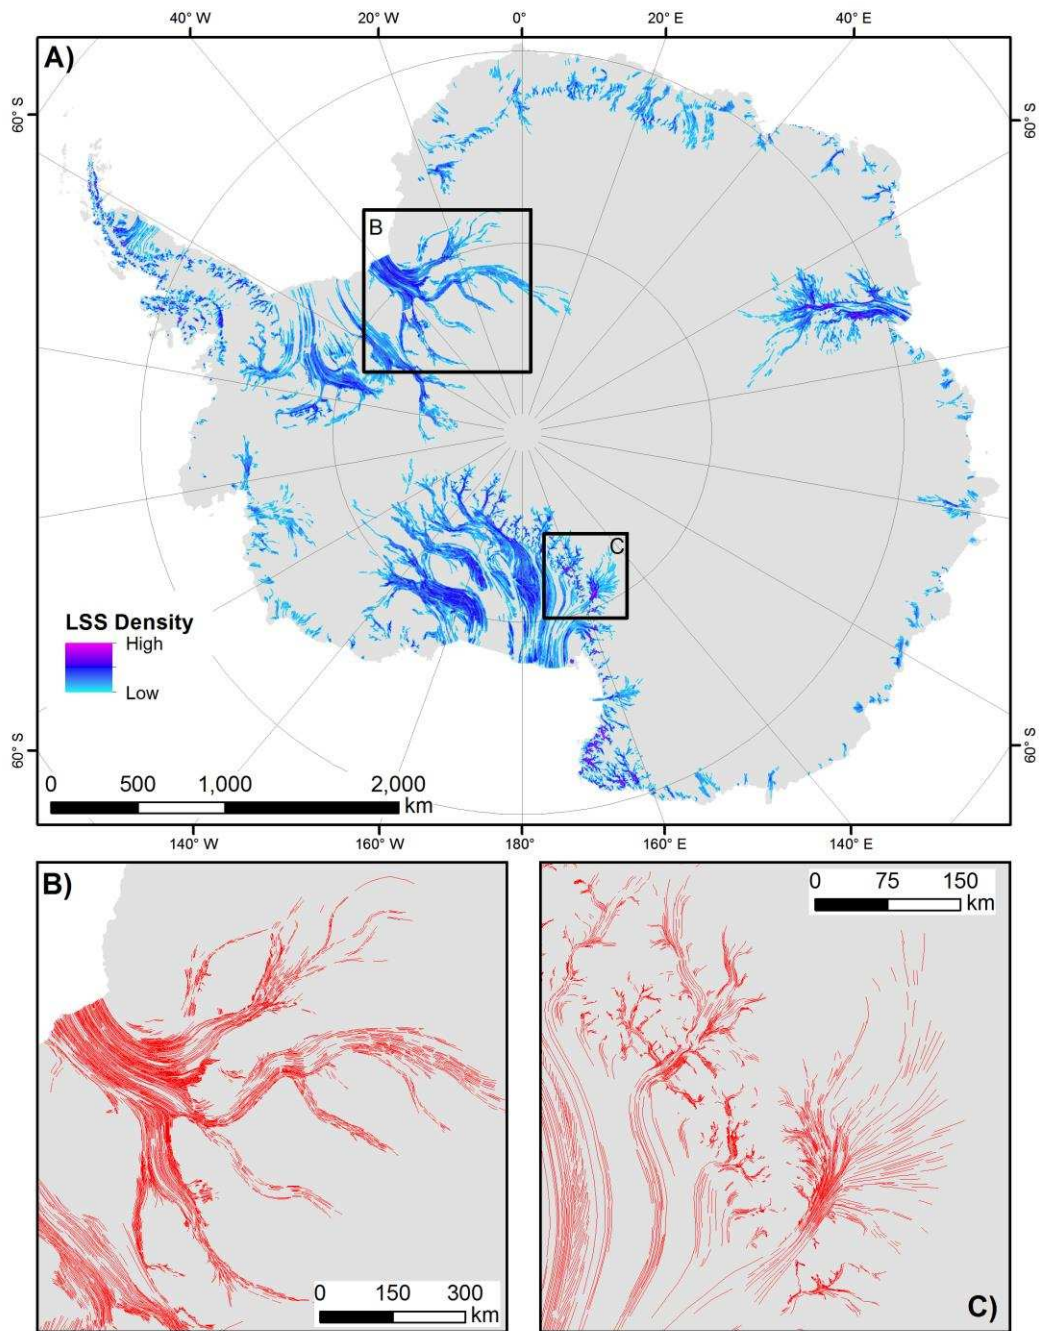 40° W 20° W 0° 20° E 40° E
A)
60° S 60° S
B
C
LSS Density
High
Low
60° S 60° S
0 500 1,000 2,000
km
140° W 160° W 180° 160° E 140° E
B)
0 75 150
km
0 150 300
km
C)